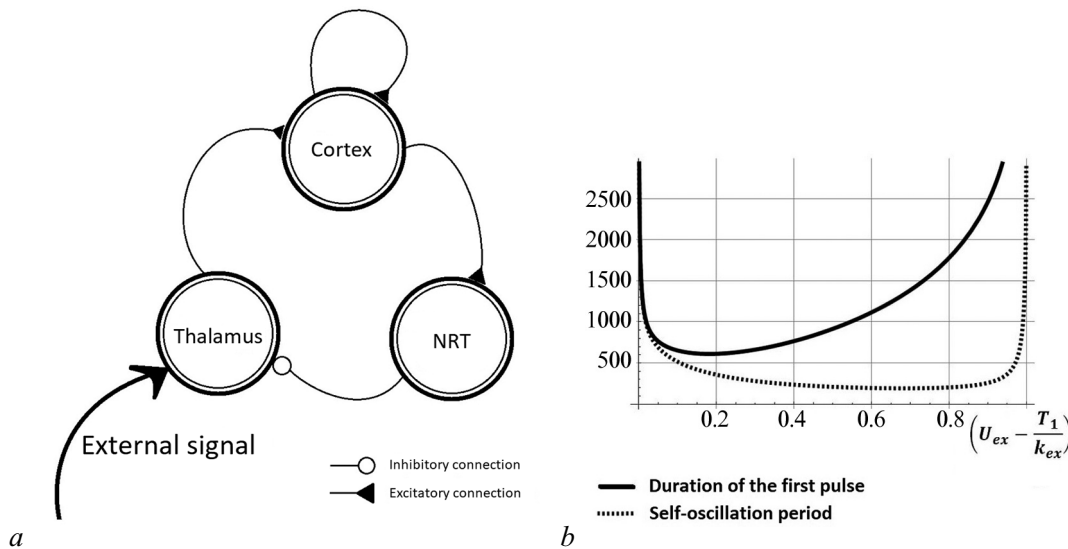 Cortex
Thalamus
NRT
External signal
Inhibitory connection
Excitatory connection
a
2500
2000
1500
1000
500
0.2 0.4 0.6 0.8
(U_ex − T_1/k_ex)
Duration of the first pulse
Self-oscillation period
b